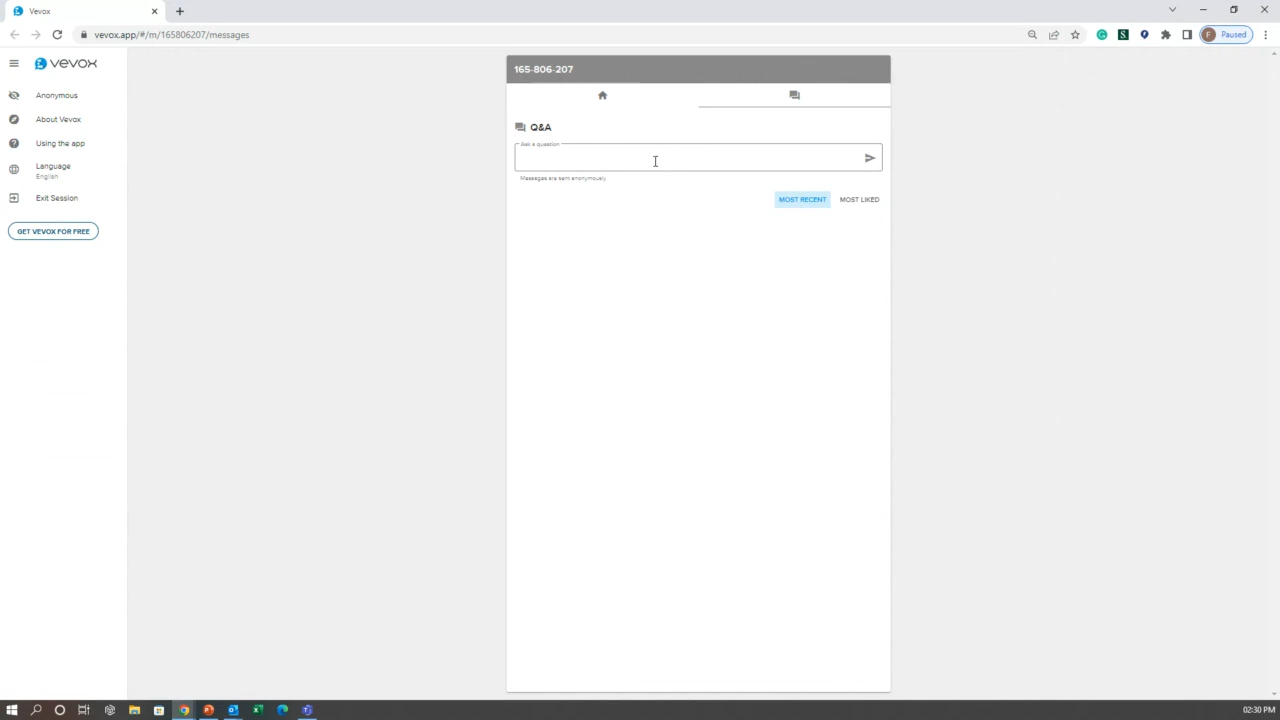 Vevox
vevox.app/#/m/165806207/messages
F Paused
vevox
165-806-207
Anonymous
About Vevox
Using the app
Language
English
Exit Session
GET VEVOX FOR FREE
Q&A
Ask a question
Messages are sent anonymously
MOST RECENT MOST LIKED
02:30 PM